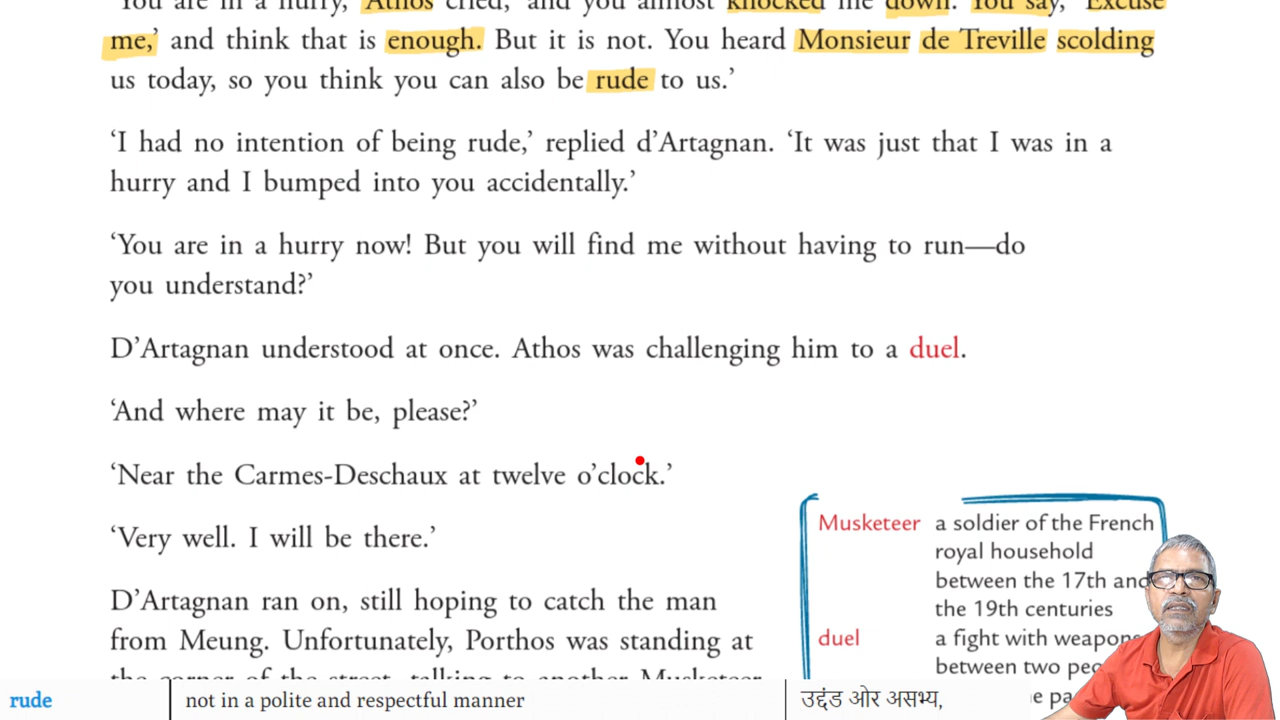 'You are in a hurry,' Athos cried, 'and you almost knocked me down. You say, 'Excuse
me,' and think that is enough. But it is not. You heard Monsieur de Treville scolding
us today, so you think you can also be rude to us.'
'I had no intention of being rude,' replied d'Artagnan. 'It was just that I was in a
hurry and I bumped into you accidentally.'
'You are in a hurry now! But you will find me without having to run—do
you understand?'
D'Artagnan understood at once. Athos was challenging him to a duel.
'And where may it be, please?'
'Near the Carmes-Deschaux at twelve o'clock.'
'Very well. I will be there.'
D'Artagnan ran on, still hoping to catch the man
from Meung. Unfortunately, Porthos was standing at
the corner of the street, talking to another Musketeer
Musketeer a soldier of the French
royal household
between the 17th and
the 19th centuries
duel a fight with weapons
between two
rude not in a polite and respectful manner उद्दंड ओर असभ्य,